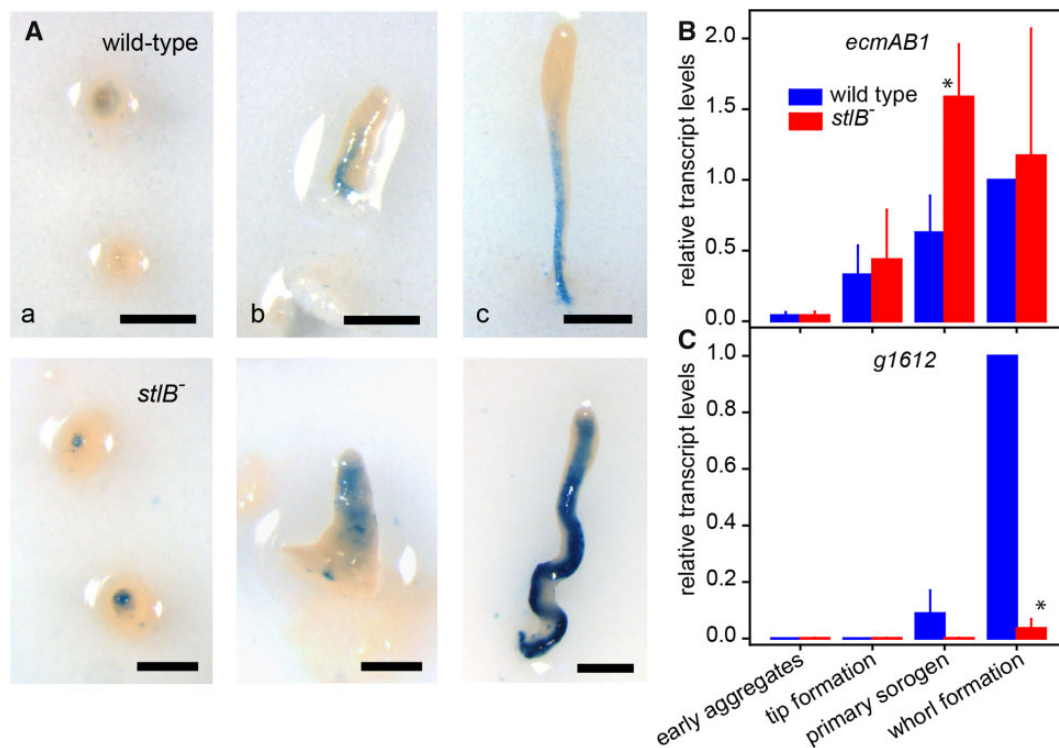 A
wild-type
a
b
c
stlB-
B
ecmAB1
wild type
stlB-
*
relative transcript levels
2.0
1.5
1.0
0.5
0.0
C
g1612
*
relative transcript levels
1.0
0.8
0.6
0.4
0.2
0.0
early aggregates
tip formation
primary sorogen
whorl formation